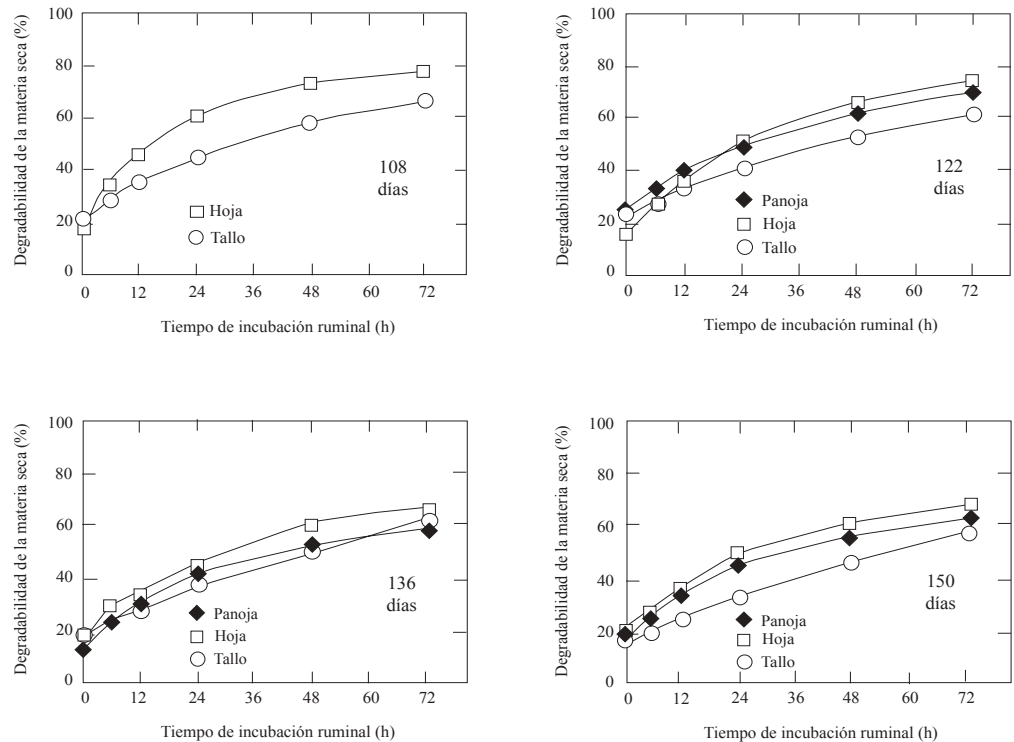 Degradabilidad de la materia seca (%)
100
80
60
40
20
0
108
días
Hoja
Tallo
0 12 24 36 48 60 72
Tiempo de incubación ruminal (h)
Degradabilidad de la materia seca (%)
100
80
60
40
20
0
122
días
Panoja
Hoja
Tallo
0 12 24 36 48 60 72
Tiempo de incubación ruminal (h)
Degradabilidad de la materia seca (%)
100
80
60
40
20
0
136
días
Panoja
Hoja
Tallo
0 12 24 36 48 60 72
Tiempo de incubación ruminal (h)
Degradabilidad de la materia seca (%)
100
80
60
40
20
0
150
días
Panoja
Hoja
Tallo
0 12 24 36 48 60 72
Tiempo de incubación ruminal (h)